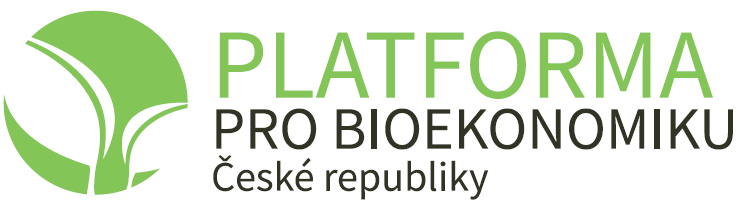 PLATFORMA
PRO BIOEKONOMIKU
České republiky